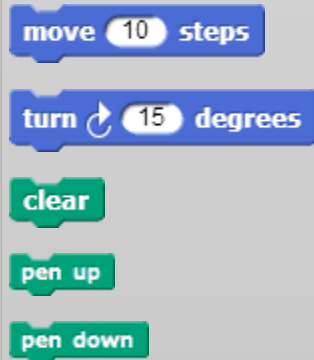 move 10 steps
turn 15 degrees
clear
pen up
pen down